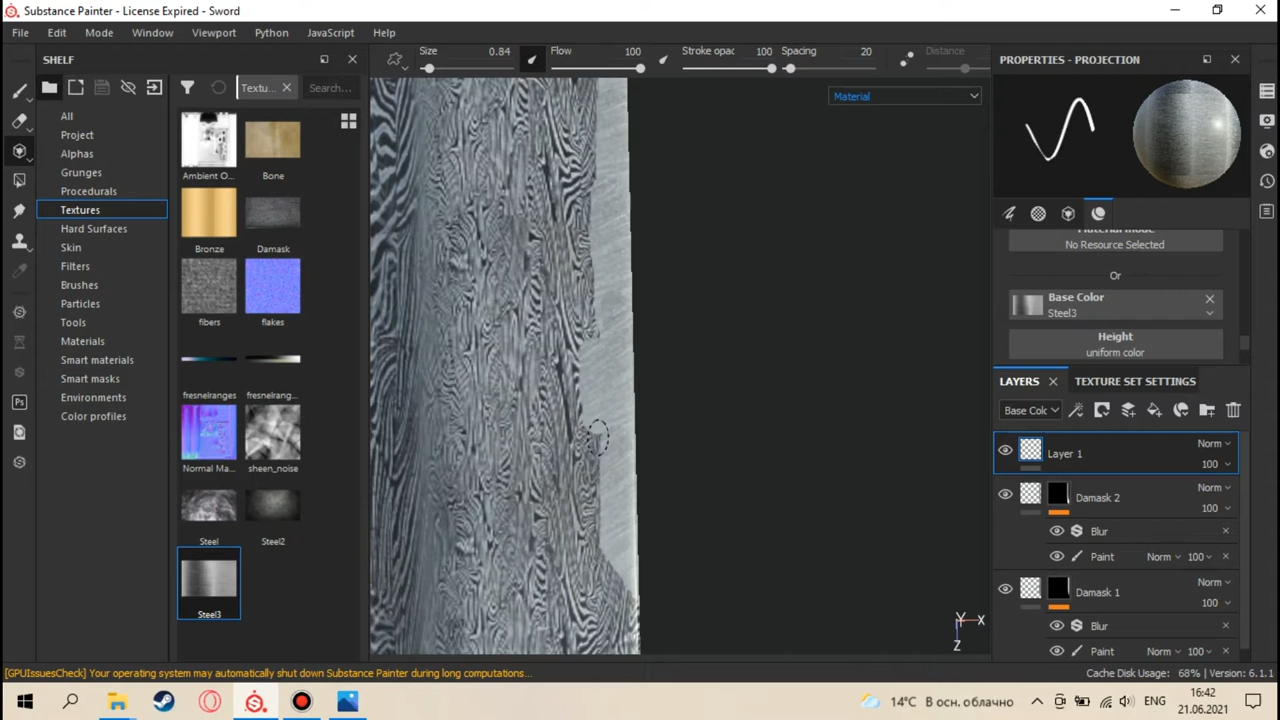 Substance Painter - License Expired - Sword
File Edit Mode Window Viewport Python JavaScript Help
SHELF
Size 0.84 Flow 100 Stroke opac 100 Spacing 20 Distance
PROPERTIES - PROJECTION
Textu... Search...
Material
All
Project
Alphas
Grunges
Procedurals
Textures
Hard Surfaces
Skin
Filters
Brushes
Particles
Tools
Materials
Smart materials
Smart masks
Environments
Color profiles
Ambient O... Bone
Bronze Damask
fibers flakes
fresnelranges fresnelrang...
Normal Ma... sheen_noise
Steel Steel2
Steel3
Material mode
No Resource Selected
Or
Base Color
Steel3
Height
uniform color
LAYERS TEXTURE SET SETTINGS
Base Colc
Layer 1 Norm 100
Damask 2 Norm 100
Blur
Paint Norm 100
Damask 1 Norm 100
Blur
Paint Norm 100
Y X
Z
[GPUIssuesCheck] Your operating system may automatically shut down Substance Painter during long computations...
Cache Disk Usage: 68% | Version: 6.1.1
Ps
14°C В осн. облачно
ENG
16:42
21.06.2021